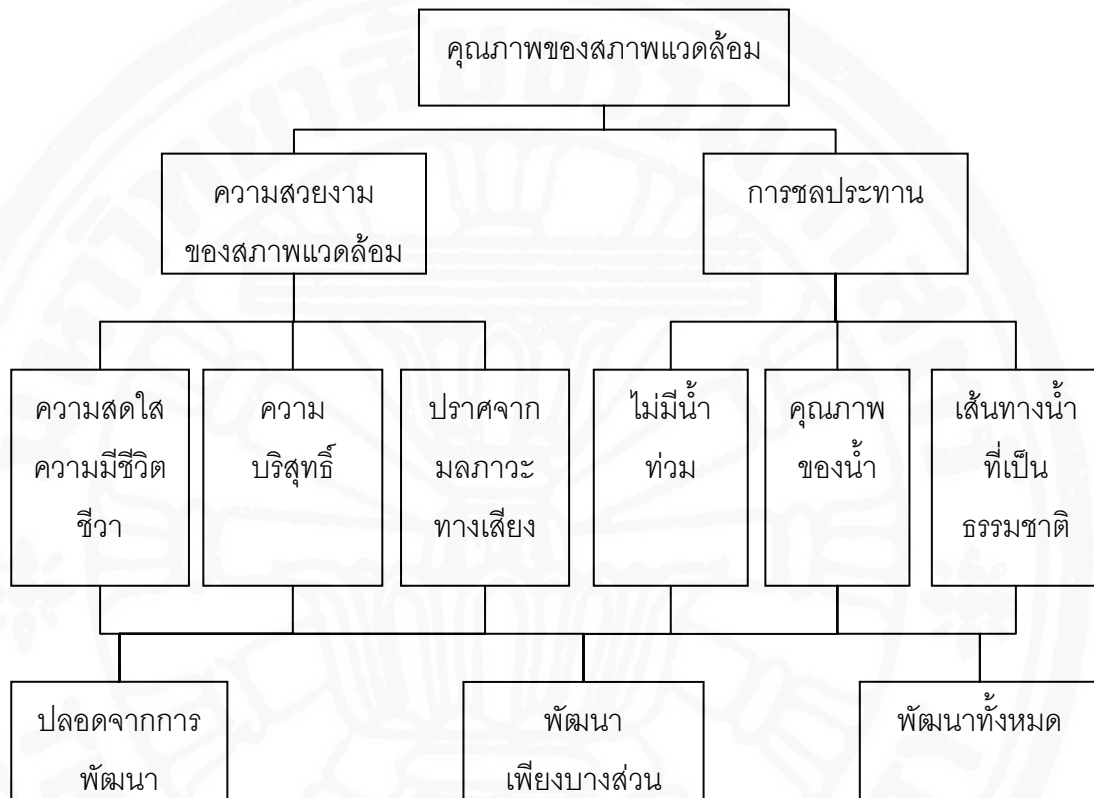 คุณภาพของสภาพแวดล้อม
ความสวยงาม
ของสภาพแวดล้อม
การชลประทาน
ความสดใส
ความมีชีวิต
ชีวา
ความ
บริสุทธิ์
ปราศจาก
มลภาวะ
ทางเสียง
ไม่มีน้ำ
ท่วม
คุณภาพ
ของน้ำ
เส้นทางน้ำ
ที่เป็น
ธรรมชาติ
ปลอดจากการ
พัฒนา
พัฒนา
เพียงบางส่วน
พัฒนาทั้งหมด